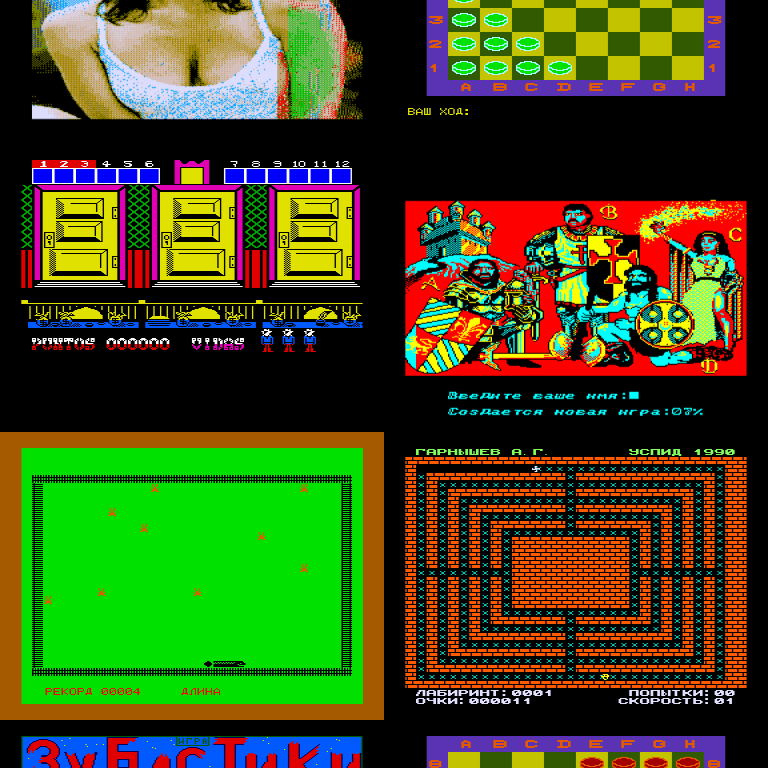 3 3
2 2
1 1
A B C D E F G H
ВАШ ХОД:
1 2 3 4 5 6 7 8 9 10 11 12
PUNTOS 000000 VIDAS
B
C
A
D
Введите ваше имя:
Создается новая игра:07%
РЕКОРД 00004 ДЛИНА
ГАРНЫШЕВ А.Г. УСПИД 1990
ЛАБИРИНТ:0001 ПОПЫТКИ:00
ОЧКИ:000011 СКОРОСТЬ:01
ЗУБАСТИКИ
A B C D E F G H
8 8